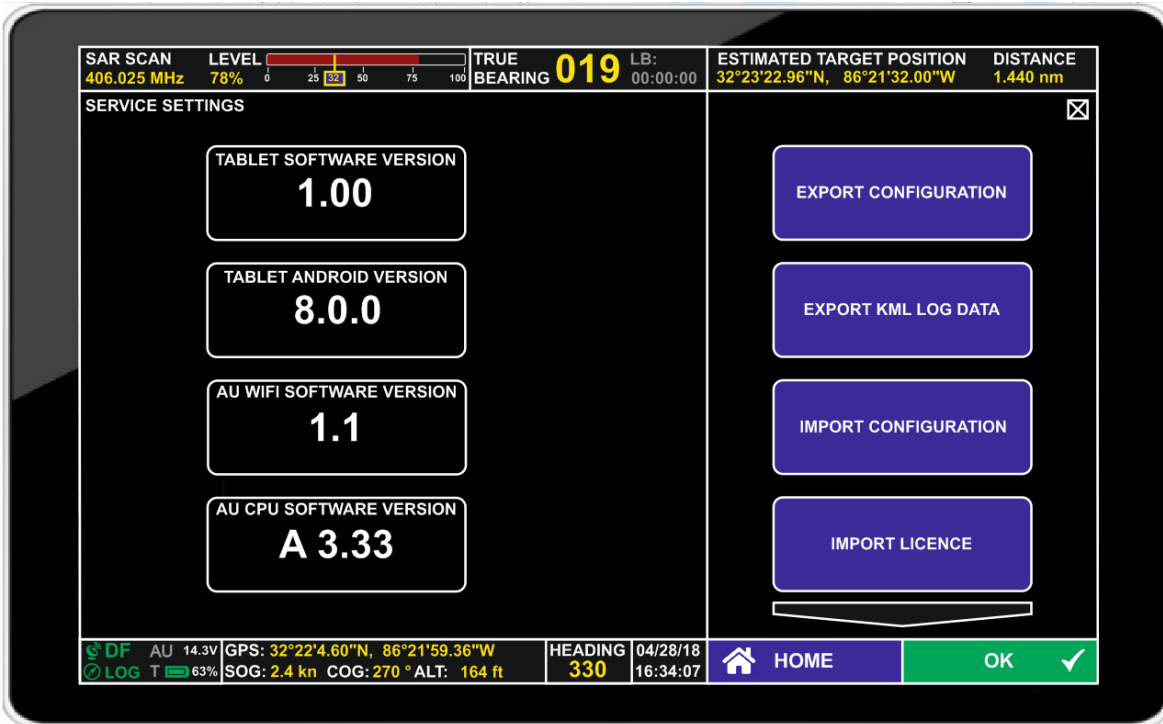 SAR SCAN LEVEL
406.025 MHz 78% 0 25 32 50 75 100
TRUE BEARING 019
LB: 00:00:00
ESTIMATED TARGET POSITION DISTANCE
32°23'22.96"N, 86°21'32.00"W 1.440 nm
SERVICE SETTINGS
TABLET SOFTWARE VERSION
1.00
TABLET ANDROID VERSION
8.0.0
AU WIFI SOFTWARE VERSION
1.1
AU CPU SOFTWARE VERSION
A 3.33
EXPORT CONFIGURATION
EXPORT KML LOG DATA
IMPORT CONFIGURATION
IMPORT LICENCE
DF AU 14.3V
LOG T 63%
GPS: 32°22'4.60"N, 86°21'59.36"W
SOG: 2.4 kn COG: 270 ° ALT: 164 ft
HEADING
330
04/28/18
16:34:07
HOME
OK